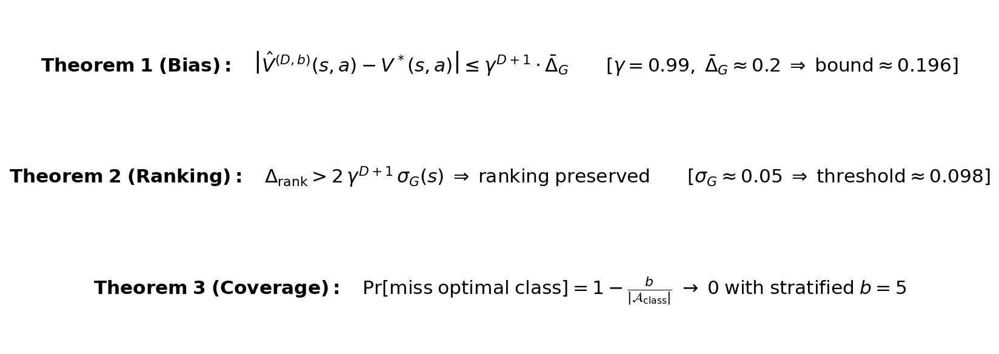 Theorem 1 (Bias): |V̂^(D,b)(s,a) − V*(s,a)| ≤ γ^(D+1) · Δ̄_G [γ = 0.99, Δ̄_G ≈ 0.2 ⇒ bound ≈ 0.196]
Theorem 2 (Ranking): Δ_rank > 2 γ^(D+1) σ_G(s) ⇒ ranking preserved [σ_G ≈ 0.05 ⇒ threshold ≈ 0.098]
Theorem 3 (Coverage): Pr[miss optimal class] = 1 − b/|𝒜_class| → 0 with stratified b = 5